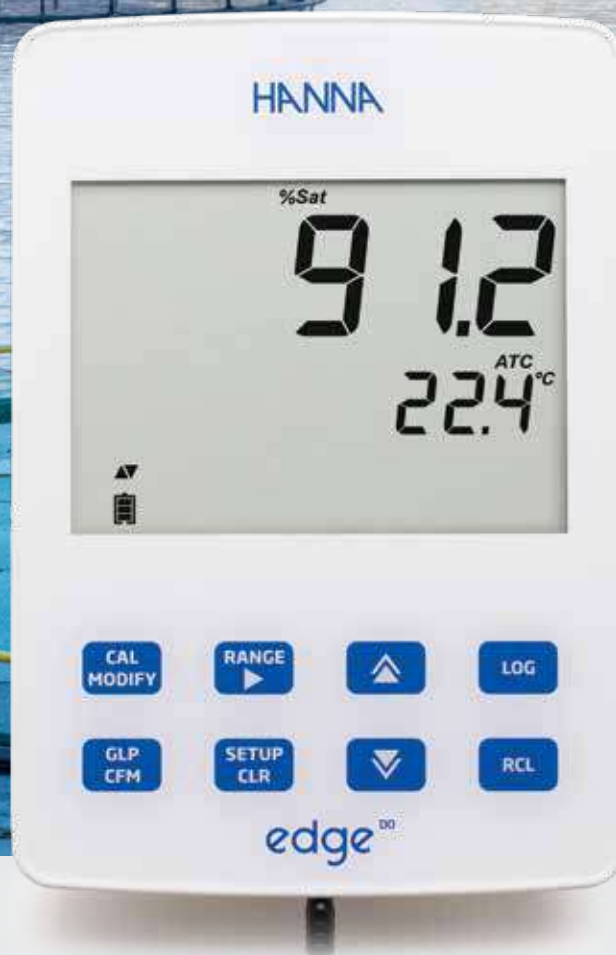 HANNA
%Sat
91.2
ATC
22.4 °C
CAL MODIFY
RANGE
LOG
GLP CFM
SETUP CLR
RCL
edge DO